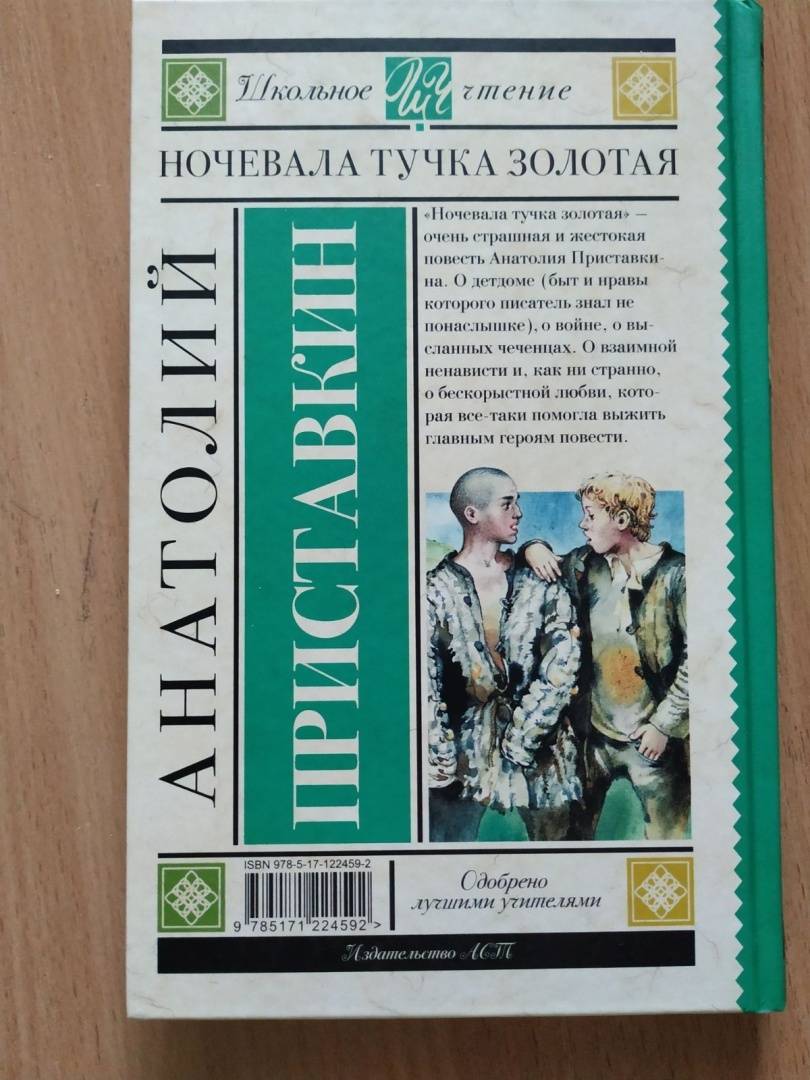 Школьное ШЧ чтение
НОЧЕВАЛА ТУЧКА ЗОЛОТАЯ
АНАТОЛИЙ
ПРИСТАВКИН
«Ночевала тучка золотая» –
очень страшная и жестокая
повесть Анатолия Приставки-
на. О детдоме (быт и нравы
которого писатель знал не
понаслышке), о войне, о вы-
сланных чеченцах. О взаимной
ненависти и, как ни странно,
о бескорыстной любви, кото-
рая все-таки помогла выжить
главным героям повести.
ISBN 978-5-17-122459-2
9 785171 224592 >
Одобрено
лучшими учителями
Издательство АСТ